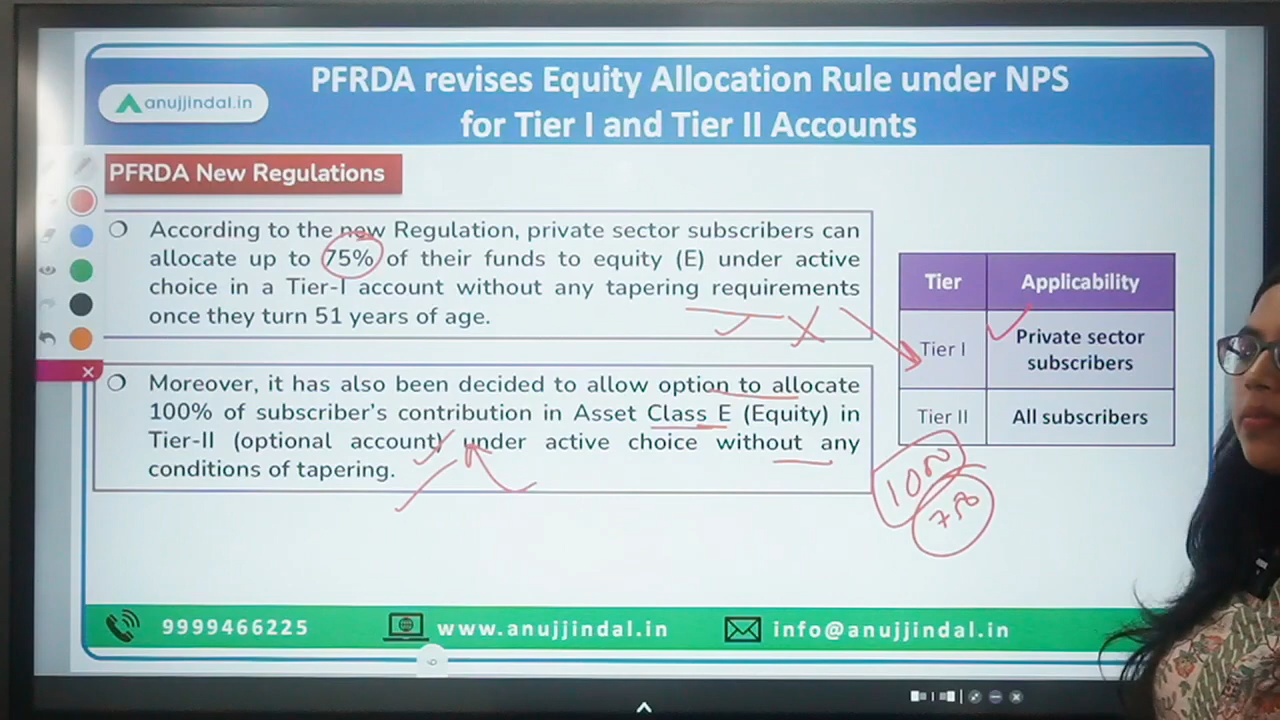 PFRDA revises Equity Allocation Rule under NPS
for Tier I and Tier II Accounts
anujjindal.in
PFRDA New Regulations
According to the new Regulation, private sector subscribers can
allocate up to 75% of their funds to equity (E) under active
choice in a Tier-I account without any tapering requirements
once they turn 51 years of age.
Moreover, it has also been decided to allow option to allocate
100% of subscriber's contribution in Asset Class E (Equity) in
Tier-II (optional account) under active choice without any
conditions of tapering.
Tier Applicability
Tier I Private sector
subscribers
Tier II All subscribers
1000
750
9999466225
www.anujjindal.in
info@anujjindal.in